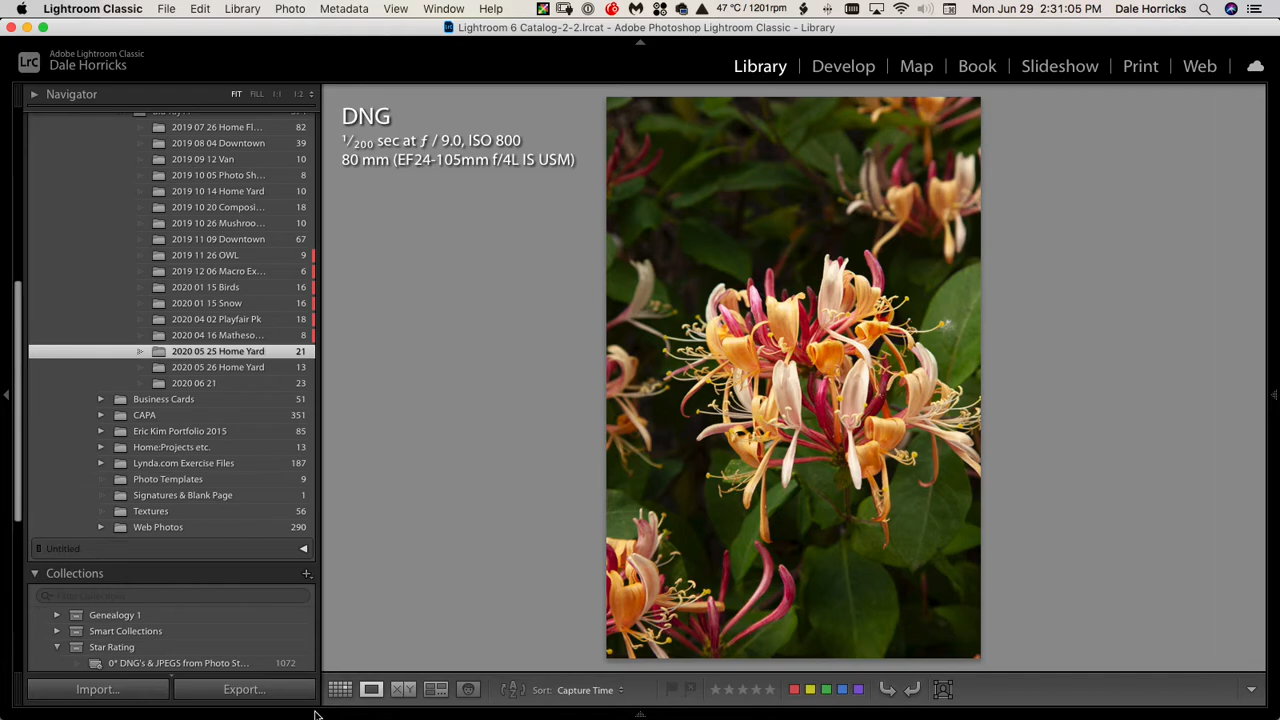 Lightroom Classic File Edit Library Photo Metadata View Window Help 47 °C / 1201rpm Mon Jun 29 2:31:05 PM Dale Horricks
Lightroom 6 Catalog-2-2.lrcat - Adobe Photoshop Lightroom Classic - Library
LrC Adobe Lightroom Classic
Dale Horricks
Library Develop Map Book Slideshow Print Web
Navigator FIT FILL 1:1 1:2
2019 07 26 Home Fl... 82
2019 08 04 Downtown 39
2019 09 12 Van 10
2019 10 05 Photo Sh... 8
2019 10 14 Home Yard 10
2019 10 20 Composi... 18
2019 10 26 Mushroo... 10
2019 11 09 Downtown 67
2019 11 26 OWL 9
2019 12 06 Macro Ex... 6
2020 01 15 Birds 16
2020 01 15 Snow 16
2020 04 02 Playfair Pk 18
2020 04 16 Matheso... 8
2020 05 25 Home Yard 21
2020 05 26 Home Yard 13
2020 06 21 23
Business Cards 51
CAPA 351
Eric Kim Portfolio 2015 85
Home:Projects etc. 13
Lynda.com Exercise Files 187
Photo Templates 9
Signatures & Blank Page 1
Textures 56
Web Photos 290
Untitled
Collections +
Filter Collections
Genealogy 1
Smart Collections
Star Rating
0* DNG's & JPEGS from Photo St... 1072
Import... Export...
DNG
1/200 sec at ƒ / 9.0, ISO 800
80 mm (EF24-105mm f/4L IS USM)
XY Sort: Capture Time